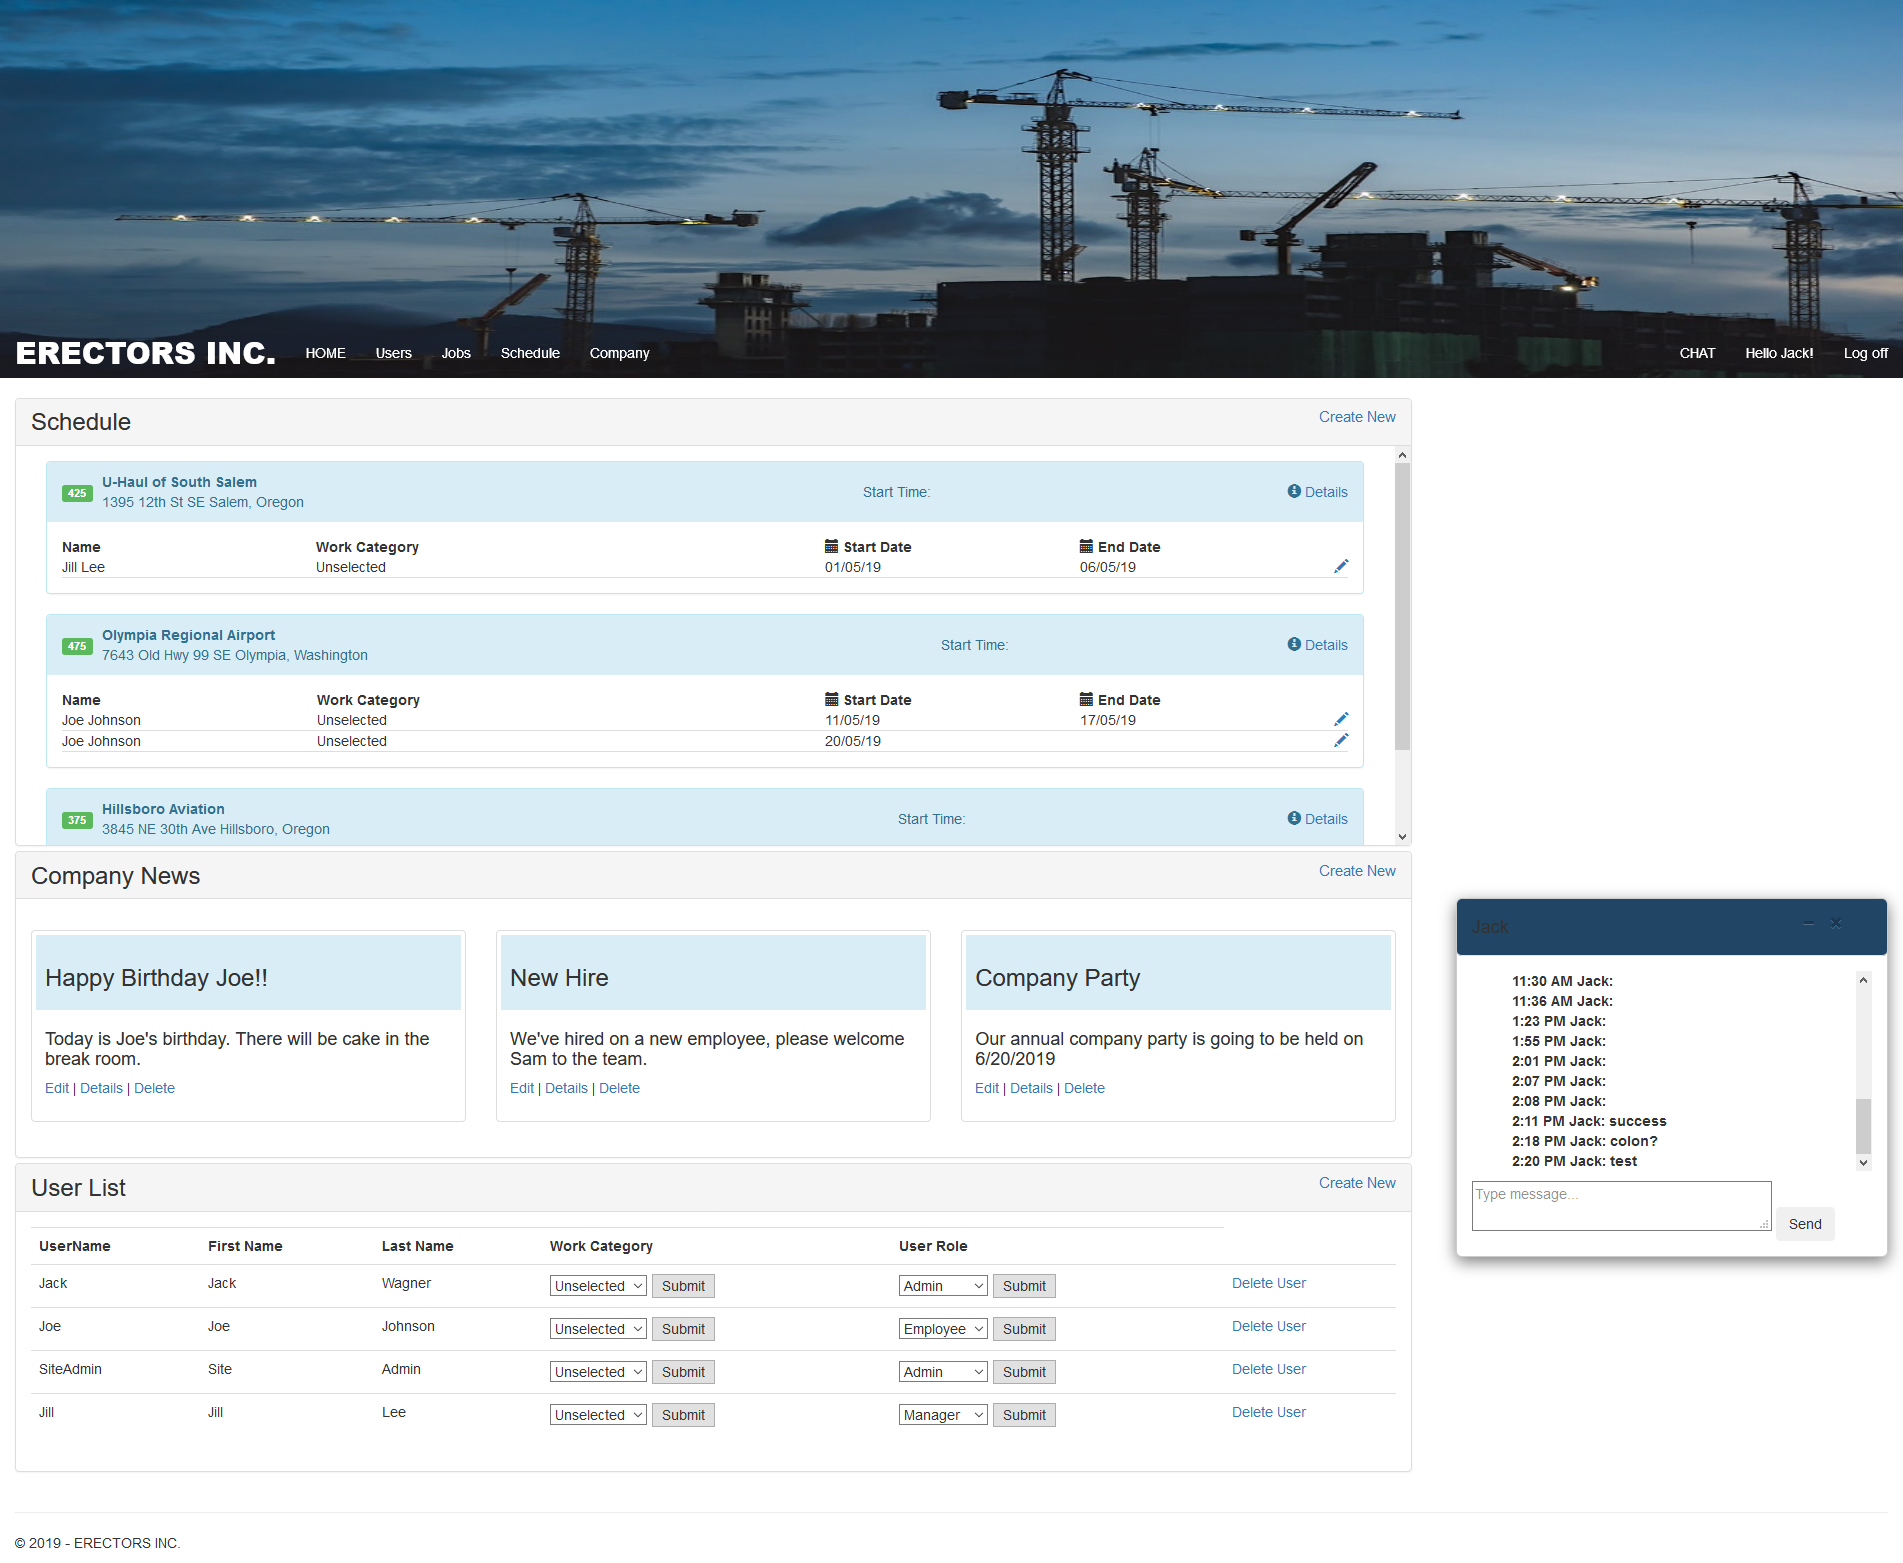 ERECTORS INC. HOME Users Jobs Schedule Company CHAT Hello Jack! Log off
Schedule Create New
425 U-Haul of South Salem
1395 12th St SE Salem, Oregon
Start Time: Details
Name Work Category Start Date End Date
Jill Lee Unselected 01/05/19 06/05/19
475 Olympia Regional Airport
7643 Old Hwy 99 SE Olympia, Washington
Start Time: Details
Name Work Category Start Date End Date
Joe Johnson Unselected 11/05/19 17/05/19
Joe Johnson Unselected 20/05/19
375 Hillsboro Aviation
3845 NE 30th Ave Hillsboro, Oregon
Start Time: Details
Company News Create New
Happy Birthday Joe!!
Today is Joe's birthday. There will be cake in the
break room.
Edit | Details | Delete
New Hire
We've hired on a new employee, please welcome
Sam to the team.
Edit | Details | Delete
Company Party
Our annual company party is going to be held on
6/20/2019
Edit | Details | Delete
User List Create New
UserName First Name Last Name Work Category User Role
Jack Jack Wagner Unselected Submit Admin Submit Delete User
Joe Joe Johnson Unselected Submit Employee Submit Delete User
SiteAdmin Site Admin Unselected Submit Admin Submit Delete User
Jill Jill Lee Unselected Submit Manager Submit Delete User
Jack
11:30 AM Jack:
11:36 AM Jack:
1:23 PM Jack:
1:55 PM Jack:
2:01 PM Jack:
2:07 PM Jack:
2:08 PM Jack:
2:11 PM Jack: success
2:18 PM Jack: colon?
2:20 PM Jack: test
Type message...
Send
© 2019 - ERECTORS INC.